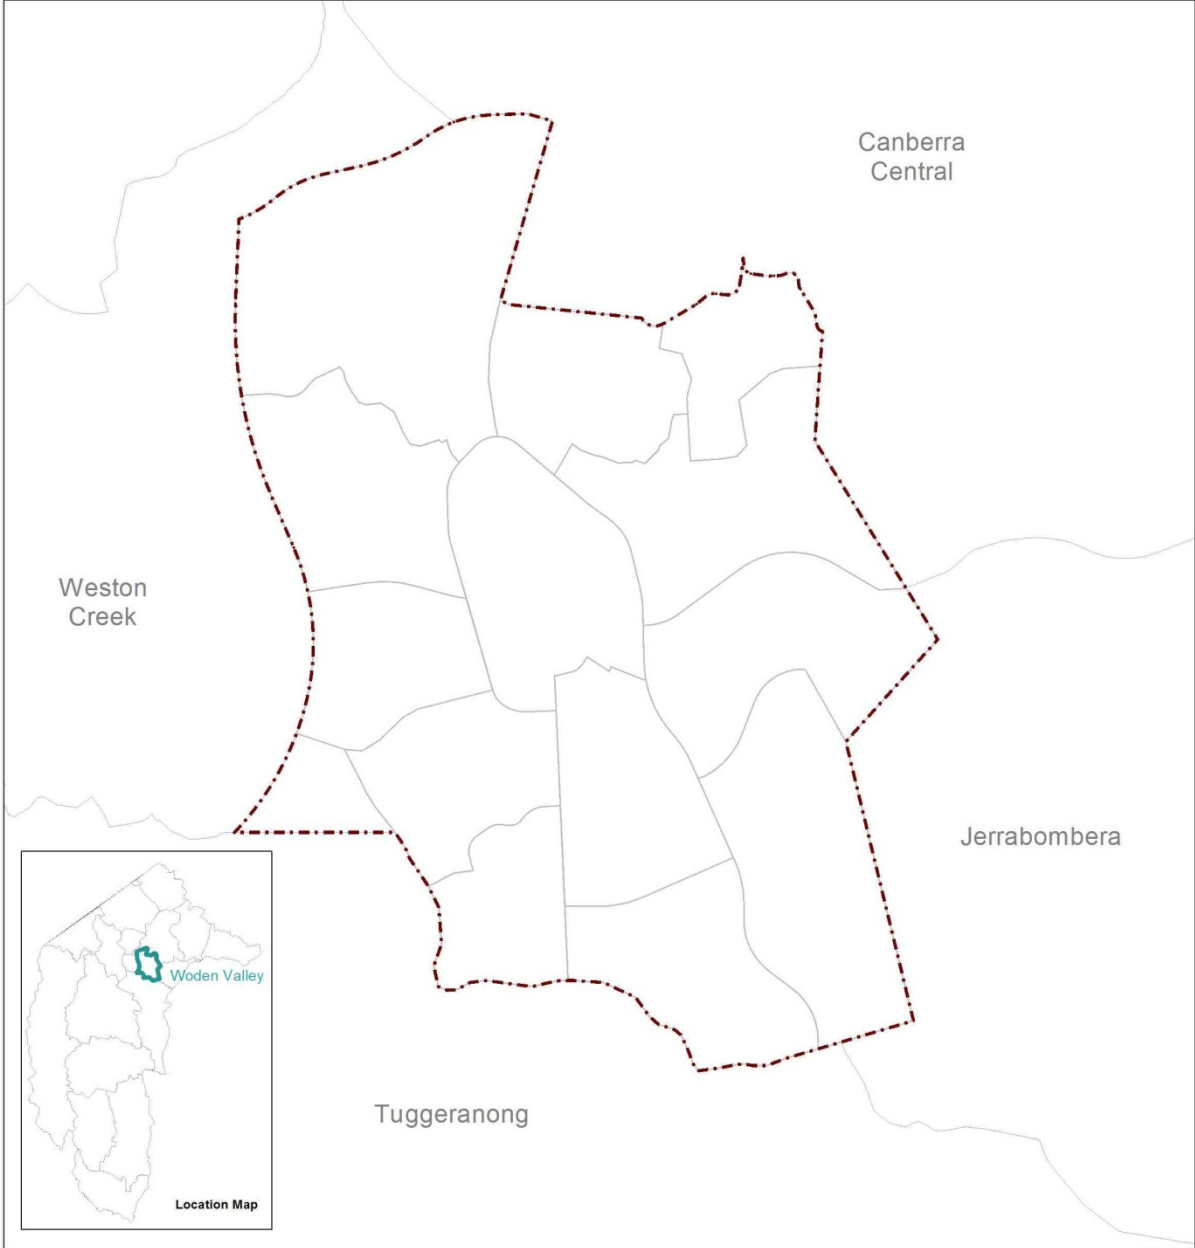 Canberra
Central
Weston
Creek
Jerrabombera
Woden Valley
Tuggeranong
Location Map